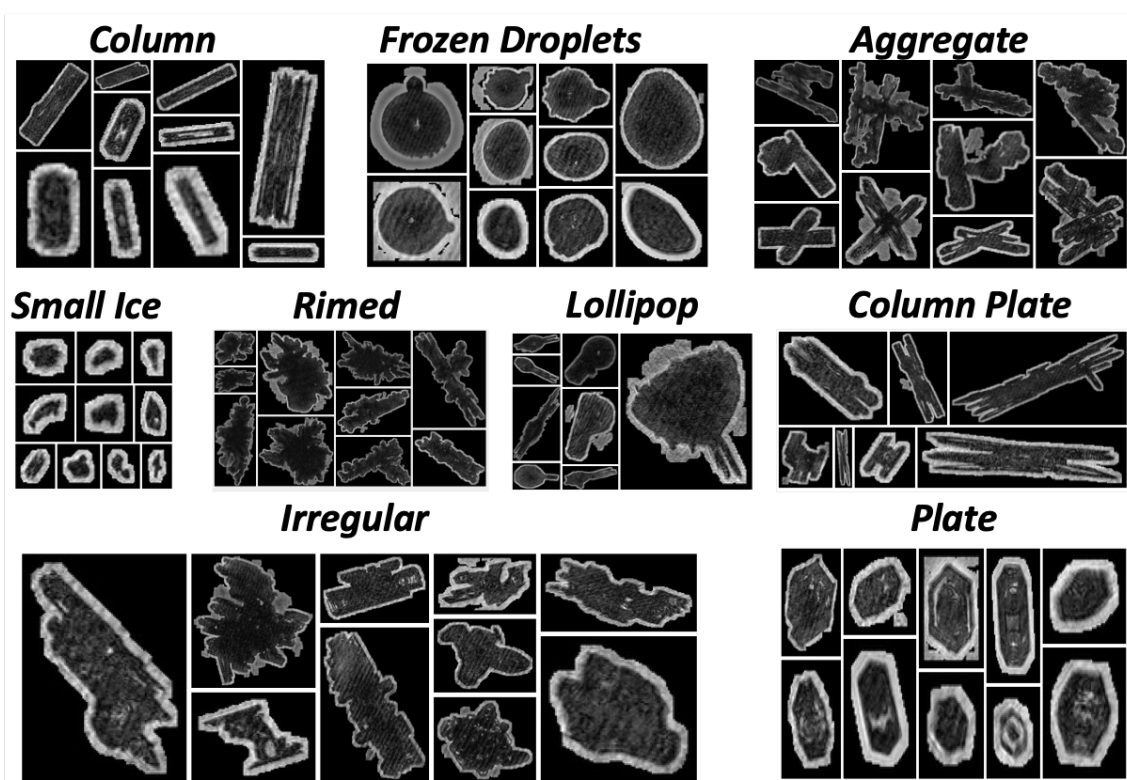 Column
Frozen Droplets
Aggregate
Small Ice
Rimed
Lollipop
Column Plate
Irregular
Plate